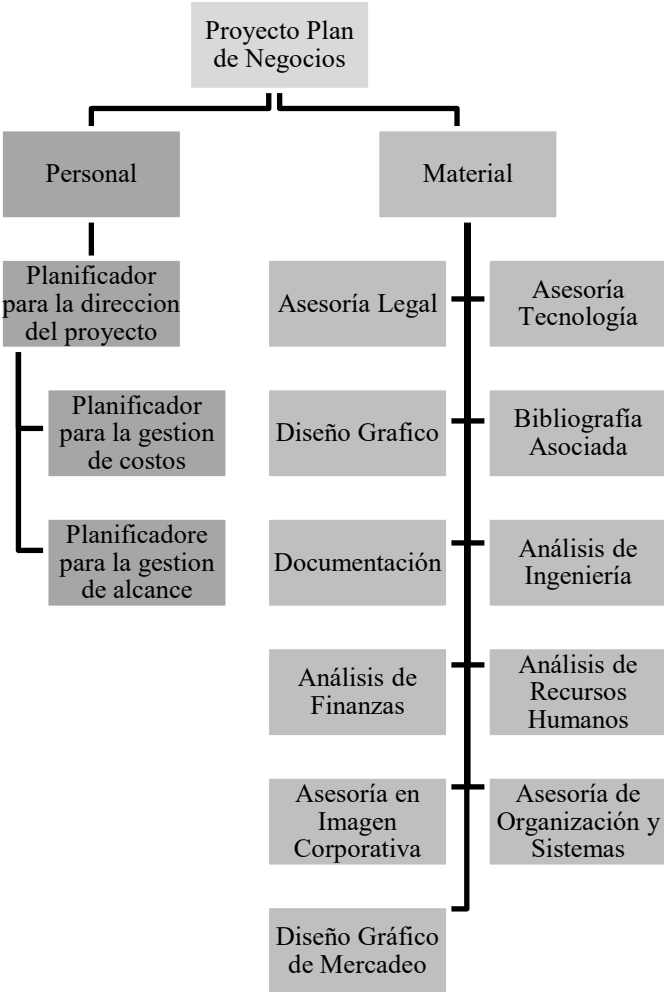 Proyecto Plan
de Negocios
Personal
Material
Planificador
para la direccion
del proyecto
Planificador
para la gestion
de costos
Planificadore
para la gestion
de alcance
Asesoría Legal
Asesoría
Tecnología
Diseño Grafico
Bibliografía
Asociada
Documentación
Análisis de
Ingeniería
Análisis de
Finanzas
Análisis de
Recursos
Humanos
Asesoría en
Imagen
Corporativa
Asesoría de
Organización y
Sistemas
Diseño Gráfico
de Mercadeo